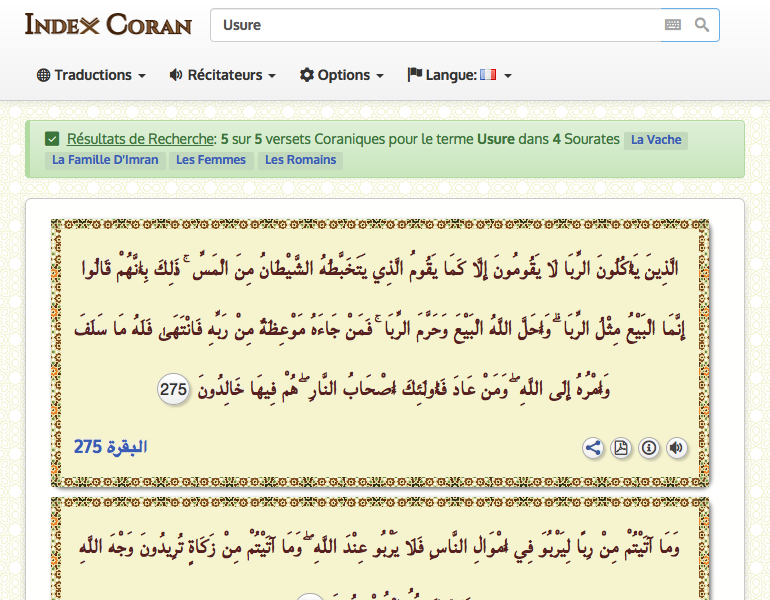 INDEX CORAN
Usure
Traductions
Récitateurs
Options
Langue:
Résultats de Recherche: 5 sur 5 versets Coraniques pour le terme Usure dans 4 Sourates La Vache
La Famille D'Imran Les Femmes Les Romains
الَّذِينَ يَأْكُلُونَ الرِّبَا لَا يَقُومُونَ إِلَّا كَمَا يَقُومُ الَّذِي يَتَخَبَّطُهُ الشَّيْطَانُ مِنَ الْمَسِّ ۚ ذَٰلِكَ بِأَنَّهُمْ قَالُوا
إِنَّمَا الْبَيْعُ مِثْلُ الرِّبَا ۗ وَأَحَلَّ اللَّهُ الْبَيْعَ وَحَرَّمَ الرِّبَا ۚ فَمَنْ جَاءَهُ مَوْعِظَةٌ مِنْ رَبِّهِ فَانْتَهَىٰ فَلَهُ مَا سَلَفَ
وَأَمْرُهُ إِلَى اللَّهِ ۖ وَمَنْ عَادَ فَأُولَٰئِكَ أَصْحَابُ النَّارِ ۖ هُمْ فِيهَا خَالِدُونَ 275
البقرة 275
وَمَا آتَيْتُمْ مِنْ رِبًا لِيَرْبُوَ فِي أَمْوَالِ النَّاسِ فَلَا يَرْبُو عِنْدَ اللَّهِ ۖ وَمَا آتَيْتُمْ مِنْ زَكَاةٍ تُرِيدُونَ وَجْهَ اللَّهِ